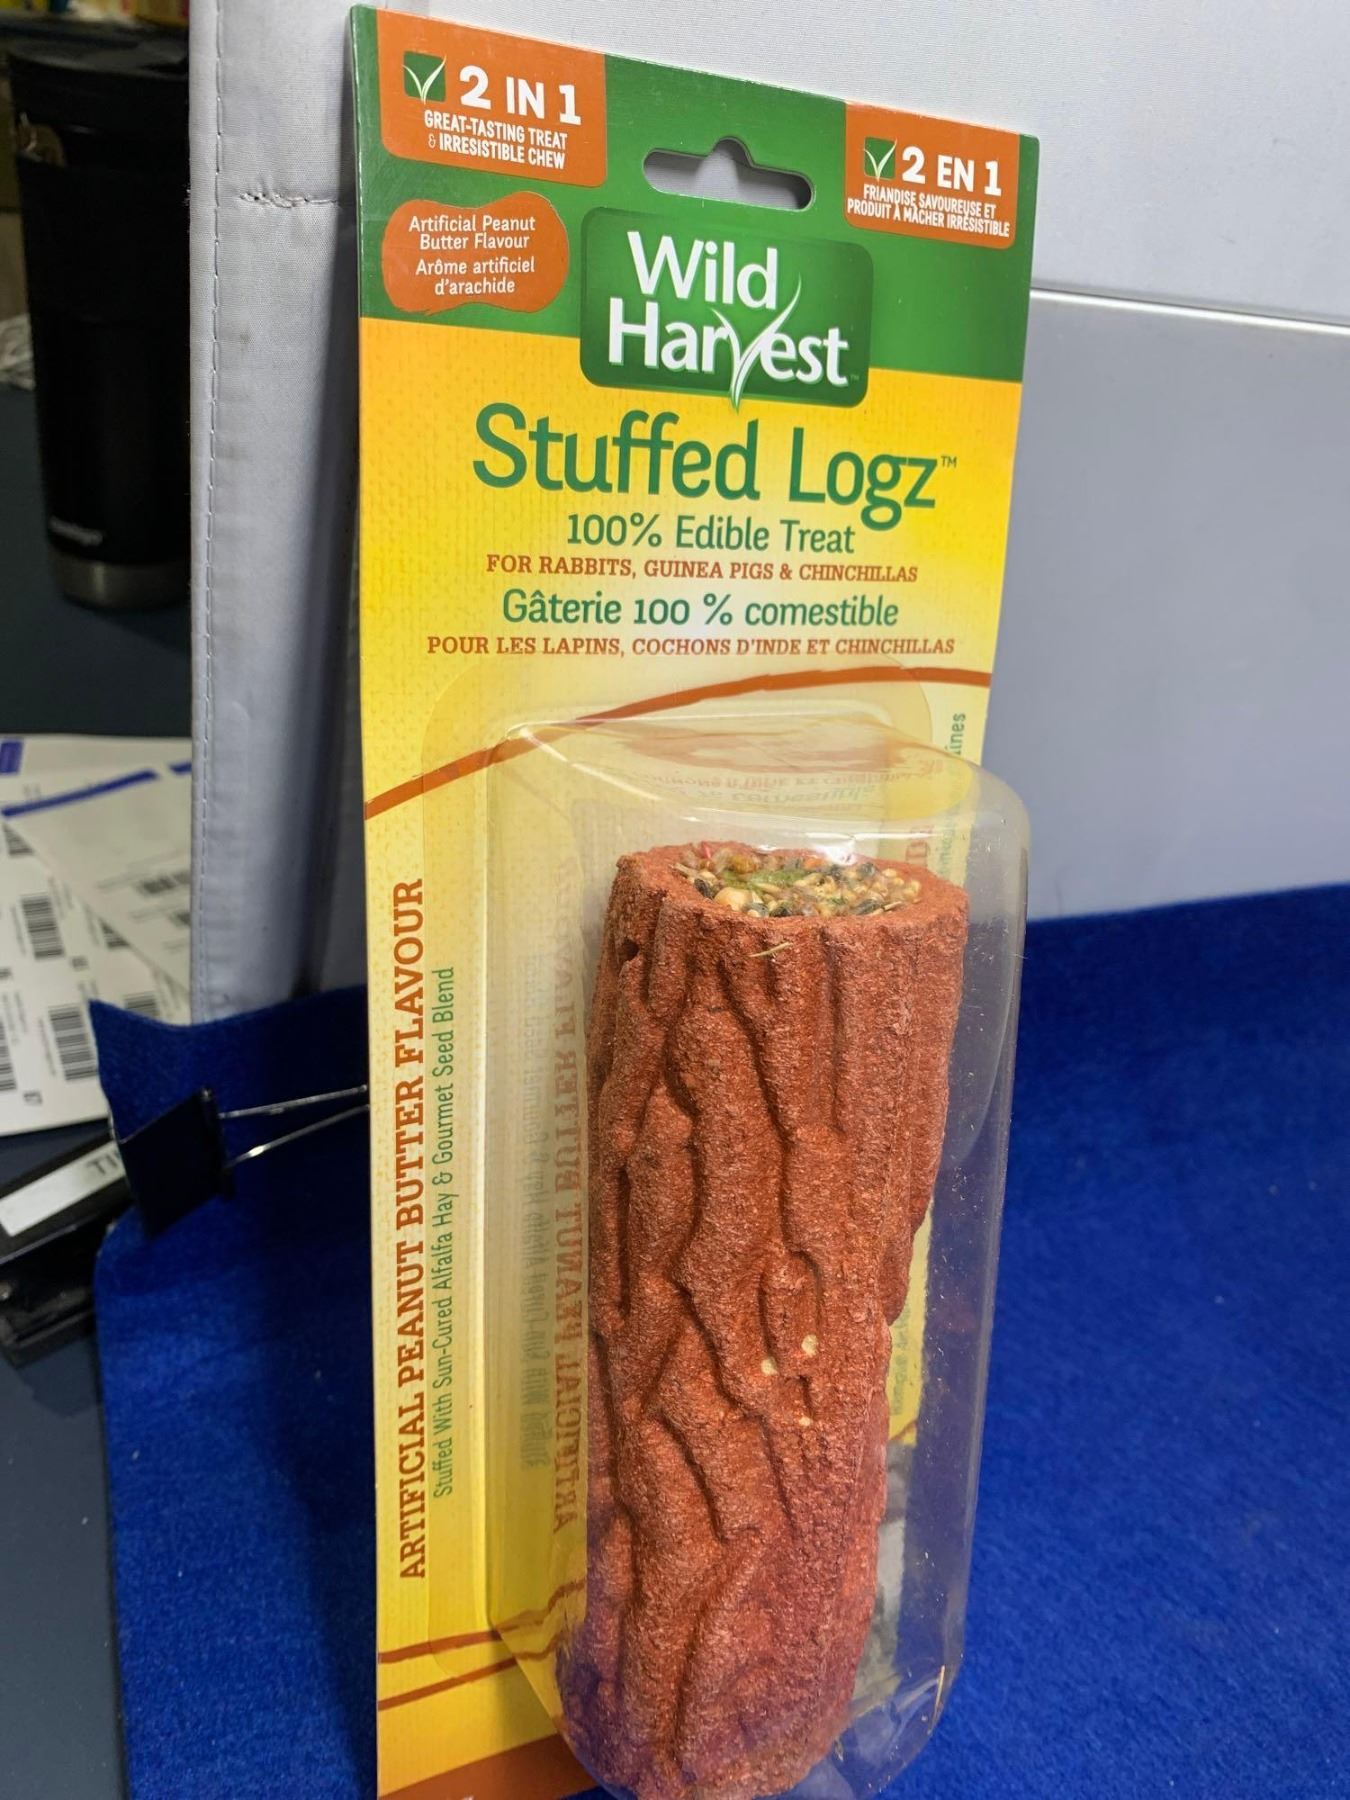 2 IN 1
GREAT-TASTING TREAT
& IRRESISTIBLE CHEW
2 EN 1
FRIANDISE SAVOUREUSE ET
PRODUIT À MÂCHER IRRÉSISTIBLE
Artificial Peanut
Butter Flavour
Arôme artificiel
d'arachide
Wild
Harvest™
Stuffed Logz™
100% Edible Treat
FOR RABBITS, GUINEA PIGS & CHINCHILLAS
Gâterie 100 % comestible
POUR LES LAPINS, COCHONS D'INDE ET CHINCHILLAS
ARTIFICIAL PEANUT BUTTER FLAVOUR
Stuffed With Sun-Cured Alfalfa Hay & Gourmet Seed Blend